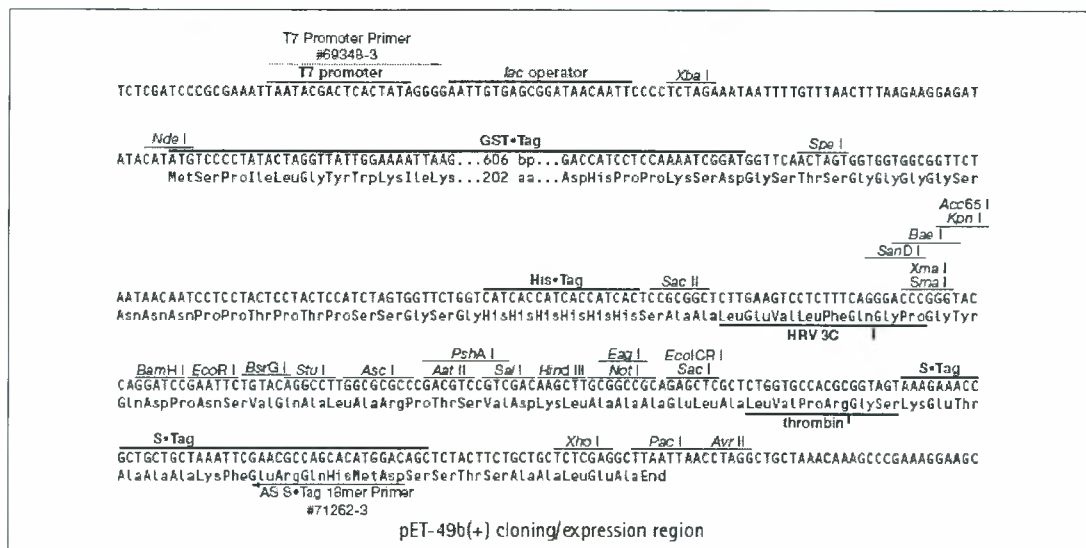 T7 Promoter Primer
#69348-3
T7 promoter lac operator Xba I
TCTCGATCCCGCGAAATTAATACGACTCACTATAGGGGAATTGTGAGCGGATAACAATTCCCCTCTAGAAATAATTTTGTTTAACTTTAAGAAGGAGAT
Nde I GST•Tag Spe I
ATACATATGTCCCCTATACTAGGTTATTGGAAAATTAAG...606 bp...GACCATCCTCCAAAATCGGATGGTTCAACTAGTGGTGGTGGCGGTTCT
MetSerProIleLeuGlyTyrTrpLysIleLys...202 aa...AspHisProProLysSerAspGlySerThrSerGlyGlyGlyGlySer
Acc65 I
Kpn I
Bae I
SanD I
Xma I
His•Tag Sac II Sma I
AATAACAATCCTCCTACTCCTACTCCATCTAGTGGTTCTGGTCATCACCATCACCATCACTCCGCGGCTCTTGAAGTCCTCTTTCAGGGACCCGGGTAC
AsnAsnAsnProProThrProThrProSerSerGlySerGlyHisHisHisHisHisHisSerAlaAlaLeuGluValLeuPheGlnGlyProGlyTyr
HRV 3C
PshA I Eag I EcoICR I
BamH I EcoR I BsrG I Stu I Asc I Aat II Sal I Hind III Not I Sac I S•Tag
CAGGATCCGAATTCTGTACAGGCCTTGGCGCGCCCGACGTCCGTCGACAAGCTTGCGGCCGCAGAGCTCGCTCTGGTGCCACGCGGTAGTAAAGAAACC
GlnAspProAsnSerValGlnAlaLeuAlaArgProThrSerValAspLysLeuAlaAlaAlaGluLeuAlaLeuValProArgGlySerLysGluThr
thrombin
S•Tag Xho I Pac I Avr II
GCTGCTGCTAAATTCGAACGCCAGCACATGGACAGCTCTACTTCTGCTGCTCTCGAGGCTTAATTAACCTAGGCTGCTAAACAAAGCCCGAAAGGAAGC
AlaAlaAlaLysPheGluArgGlnHisMetAspSerSerThrSerAlaAlaLeuGluAlaEnd
AS S•Tag 18mer Primer
#71262-3
pET-49b(+) cloning/expression region